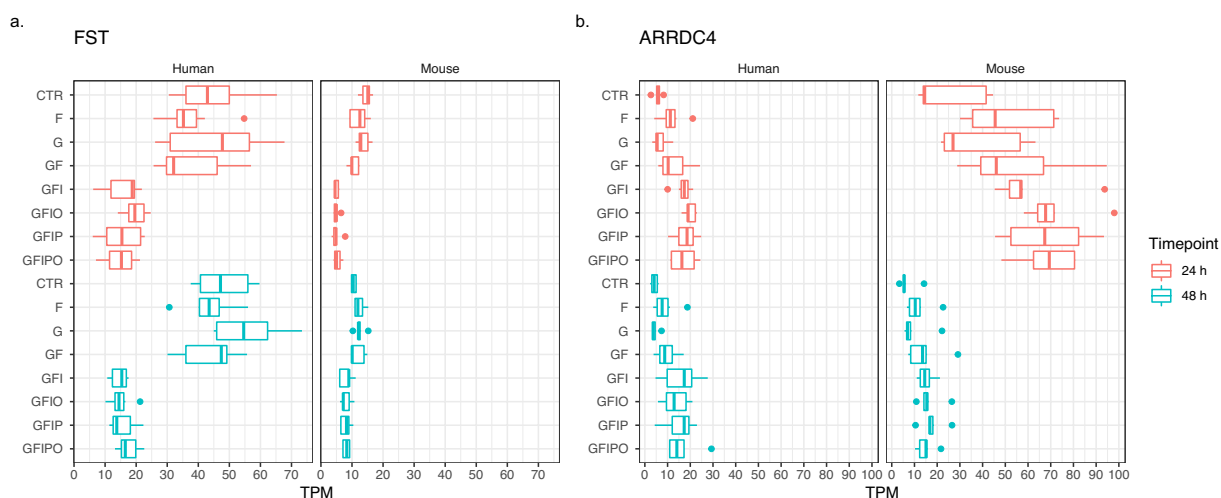 a.
FST
Human
Mouse
CTR
F
G
GF
GFI
GFIO
GFIP
GFIPO
CTR
F
G
GF
GFI
GFIO
GFIP
GFIPO
0 10 20 30 40 50 60 70
0 10 20 30 40 50 60 70
TPM
b.
ARRDC4
Human
Mouse
CTR
F
G
GF
GFI
GFIO
GFIP
GFIPO
CTR
F
G
GF
GFI
GFIO
GFIP
GFIPO
0 10 20 30 40 50 60 70 80 90 100
0 10 20 30 40 50 60 70 80 90 100
TPM
Timepoint
24 h
48 h